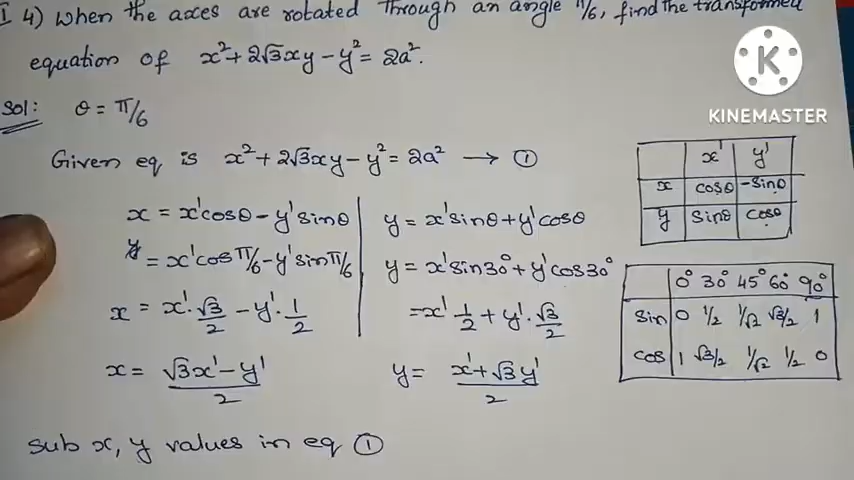 I 4) When the axes are rotated through an angle π/6, find the transformed
equation of x²+2√3xy-y²=2a².
K
KINEMASTER
Sol: θ = π/6
Given eq is x²+2√3xy-y²=2a² → ①
x = x'cosθ - y'sinθ
= x'cosπ/6 - y'sinπ/6
x = x'·√3/2 - y'·1/2
x = √3x'-y'/2
y = x'sinθ+y'cosθ
y = x'sin30°+y'cos30°
= x' 1/2 + y'·√3/2
y = x'+√3y'/2
x' y'
x cosθ -sinθ
y sinθ cosθ
0° 30° 45° 60° 90°
sin 0 1/2 1/√2 √3/2 1
cos 1 √3/2 1/√2 1/2 0
sub x, y values in eq ①